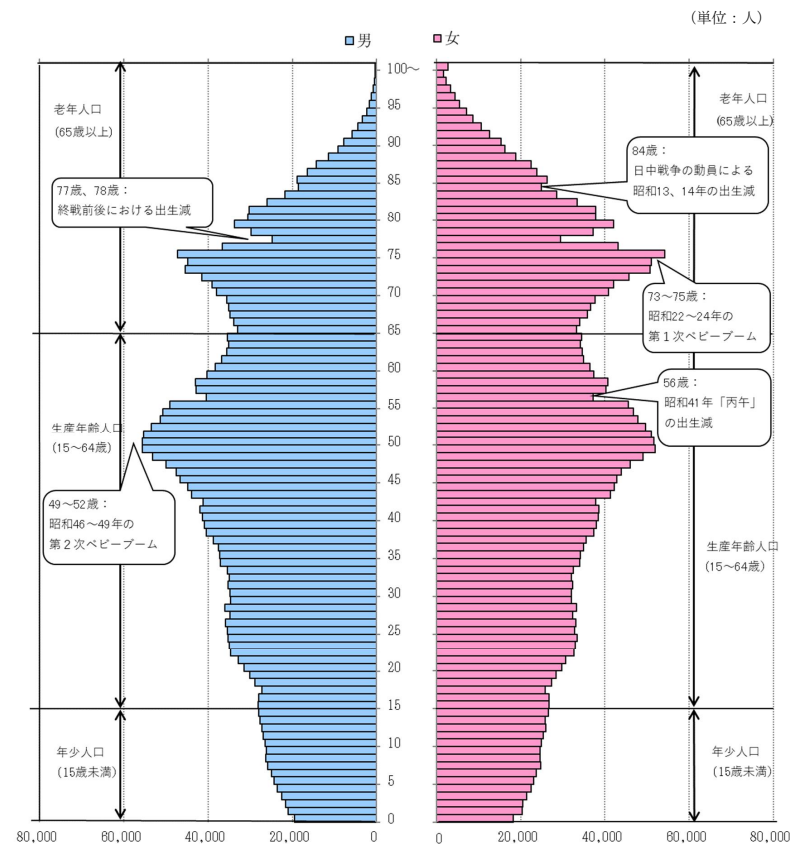 （単位：人）
男
女
100～
95
90
85
80
75
70
65
60
55
50
45
40
35
30
25
20
15
10
5
0
老年人口
(65歳以上)
77歳、78歳：
終戦前後における出生減
生産年齢人口
(15～64歳)
49～52歳：
昭和46～49年の
第２次ベビーブーム
年少人口
(15歳未満)
老年人口
(65歳以上)
84歳：
日中戦争の動員による
昭和13、14年の出生減
73～75歳：
昭和22～24年の
第１次ベビーブーム
56歳：
昭和41年「丙午」
の出生減
生産年齢人口
(15～64歳)
年少人口
(15歳未満)
80,000 60,000 40,000 20,000 0
0 20,000 40,000 60,000 80,000